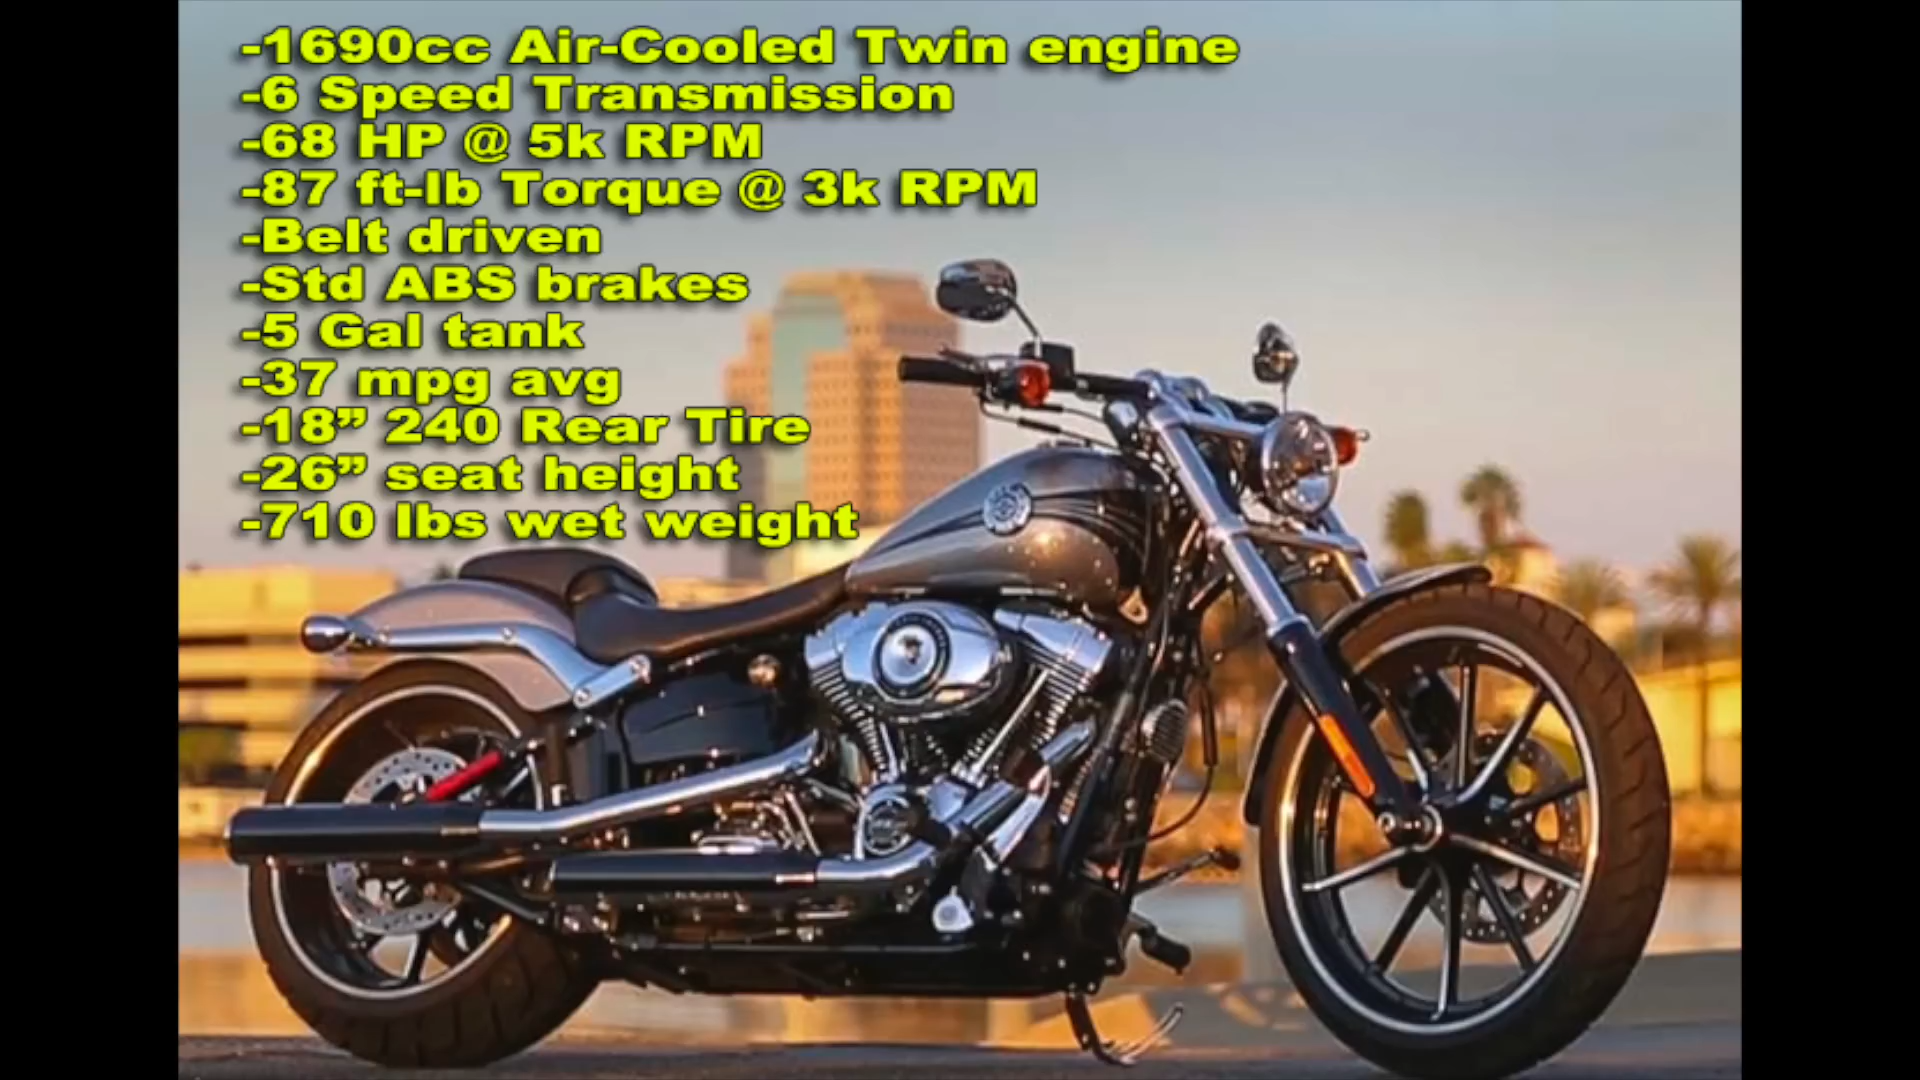 -1690cc Air-Cooled Twin engine
-6 Speed Transmission
-68 HP @ 5k RPM
-87 ft-lb Torque @ 3k RPM
-Belt driven
-Std ABS brakes
-5 Gal tank
-37 mpg avg
-18” 240 Rear Tire
-26” seat height
-710 lbs wet weight